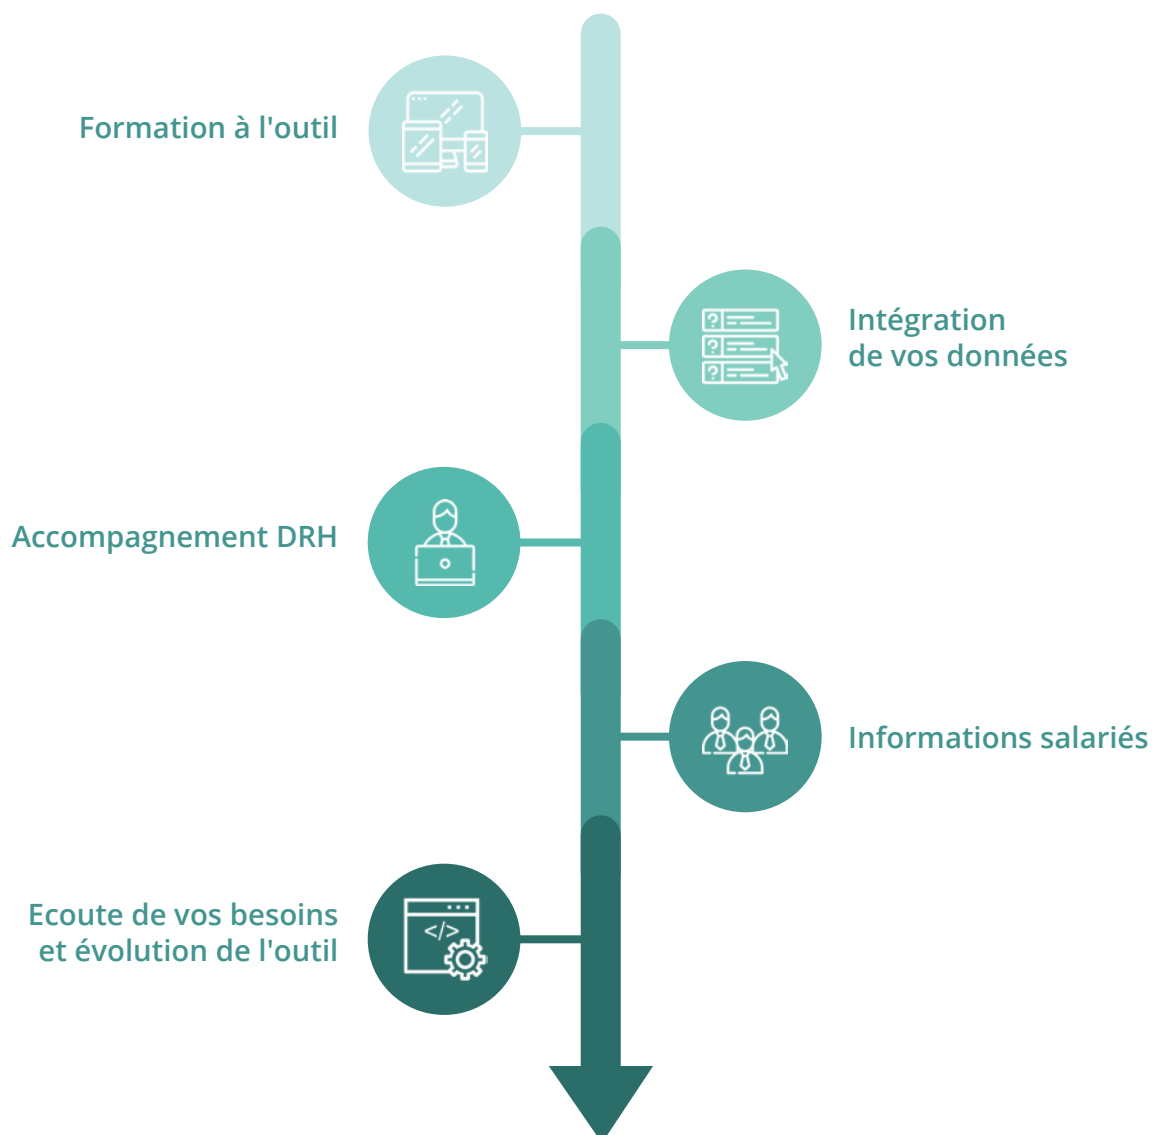 Formation à l'outil
Intégration
de vos données
Accompagnement DRH
Informations salariés
Ecoute de vos besoins
et évolution de l'outil